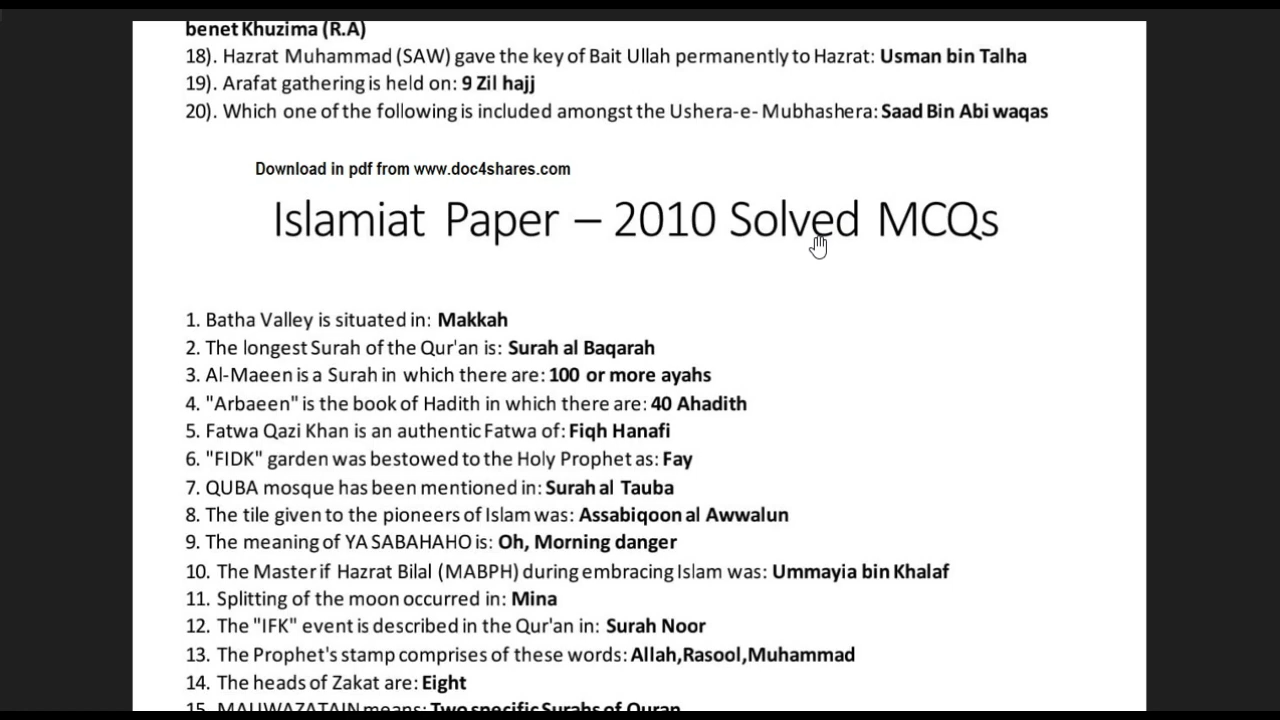 benet Khuzima (R.A)
18). Hazrat Muhammad (SAW) gave the key of Bait Ullah permanently to Hazrat: Usman bin Talha
19). Arafat gathering is held on: 9 Zil hajj
20). Which one of the following is included amongst the Ushera-e- Mubhashera: Saad Bin Abi waqas
Download in pdf from www.doc4shares.com
Islamiat Paper – 2010 Solved MCQs
1. Batha Valley is situated in: Makkah
2. The longest Surah of the Qur'an is: Surah al Baqarah
3. Al-Maeen is a Surah in which there are: 100 or more ayahs
4. "Arbaeen" is the book of Hadith in which there are: 40 Ahadith
5. Fatwa Qazi Khan is an authentic Fatwa of: Fiqh Hanafi
6. "FIDK" garden was bestowed to the Holy Prophet as: Fay
7. QUBA mosque has been mentioned in: Surah al Tauba
8. The tile given to the pioneers of Islam was: Assabiqoon al Awwalun
9. The meaning of YA SABAHAHO is: Oh, Morning danger
10. The Master if Hazrat Bilal (MABPH) during embracing Islam was: Ummayia bin Khalaf
11. Splitting of the moon occurred in: Mina
12. The "IFK" event is described in the Qur'an in: Surah Noor
13. The Prophet's stamp comprises of these words: Allah,Rasool,Muhammad
14. The heads of Zakat are: Eight
15. MAUWAZATAIN means: Two specific Surahs of Quran